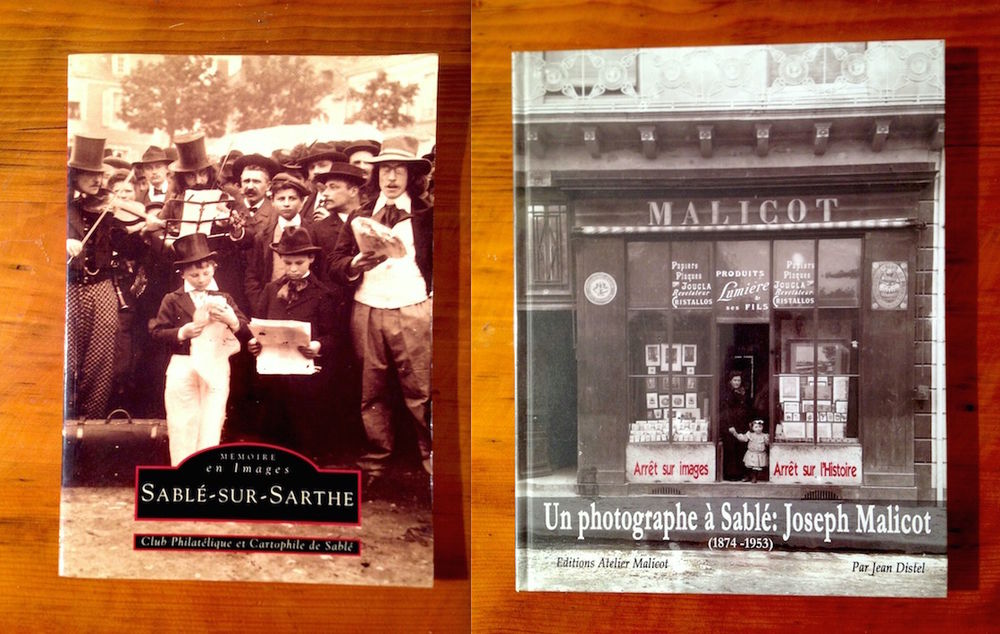 MÉMOIRE
en Images
SABLÉ-SUR-SARTHE
Club Philatélique et Cartophile de Sablé
MALICOT
Papiers
Plaques
JOUGLA
Révélateur
CRISTALLOS
PRODUITS
Lumière
&
ses FILS
Papiers
Plaques
JOUGLA
Révélateur
CRISTALLOS
Arrêt sur images
Arrêt sur l'Histoire
Un photographe à Sablé: Joseph Malicot
(1874 -1953)
Editions Atelier Malicot
Par Jean Distel